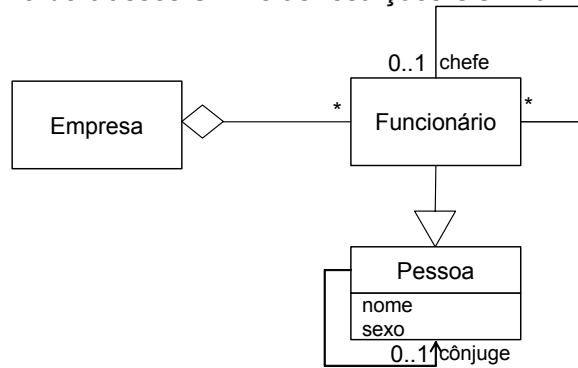 0..1 chefe
Empresa
*
Funcionário
*
Pessoa
nome
sexo
0..1 cônjuge